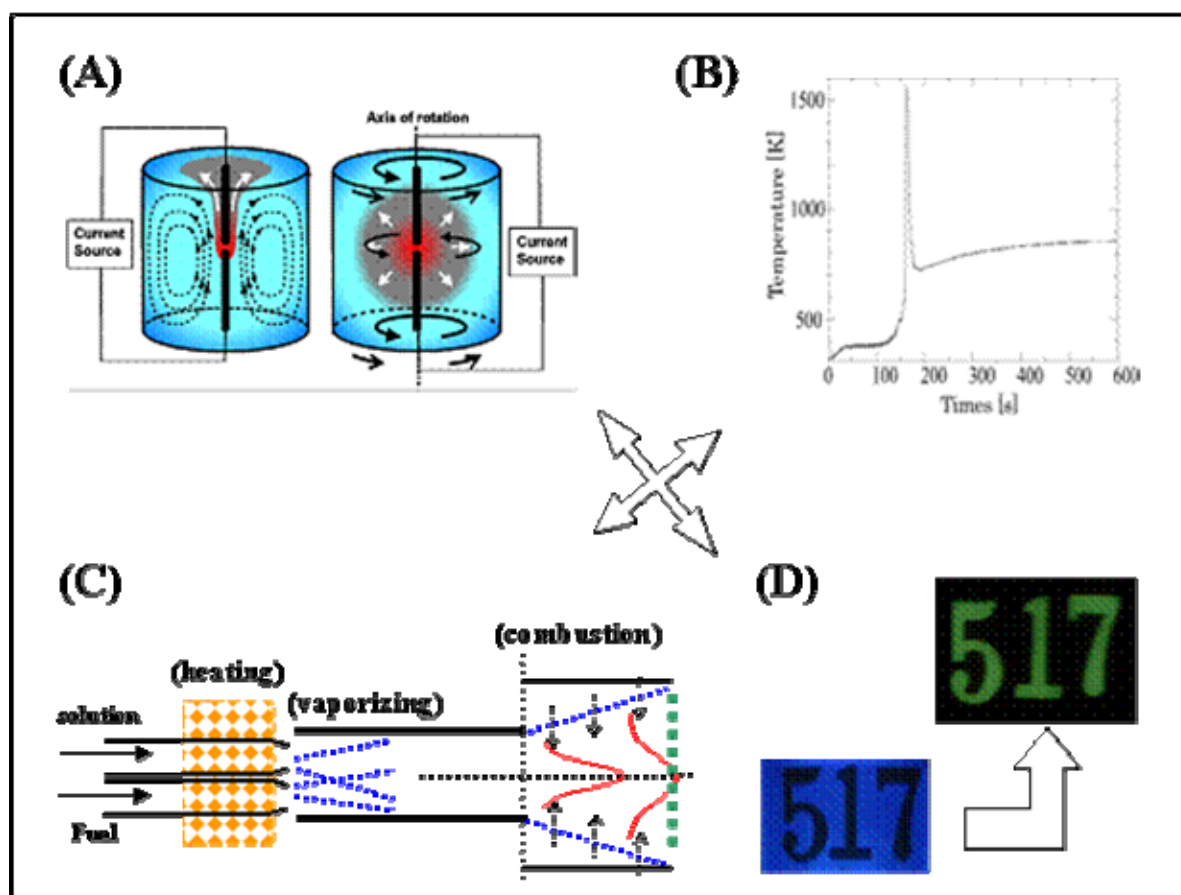 (A)
Axis of rotation
Current
Source
Current
Source
(B)
1500
1000
500
Temperature [K]
0 100 200 300 400 500 600
Times [s]
(C)
(combustion)
(heating)
(vaporizing)
solution
Fuel
(D)
517
517